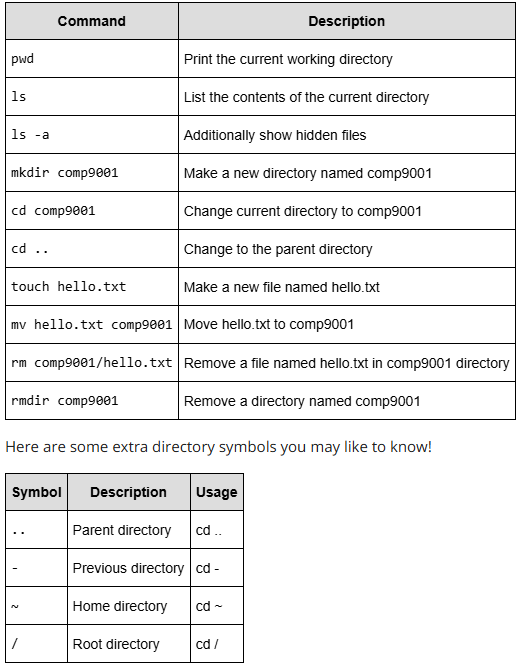 Command Description
pwd Print the current working directory
ls List the contents of the current directory
ls -a Additionally show hidden files
mkdir comp9001 Make a new directory named comp9001
cd comp9001 Change current directory to comp9001
cd .. Change to the parent directory
touch hello.txt Make a new file named hello.txt
mv hello.txt comp9001 Move hello.txt to comp9001
rm comp9001/hello.txt Remove a file named hello.txt in comp9001 directory
rmdir comp9001 Remove a directory named comp9001
Here are some extra directory symbols you may like to know!
Symbol Description Usage
.. Parent directory cd ..
- Previous directory cd -
~ Home directory cd ~
/ Root directory cd /